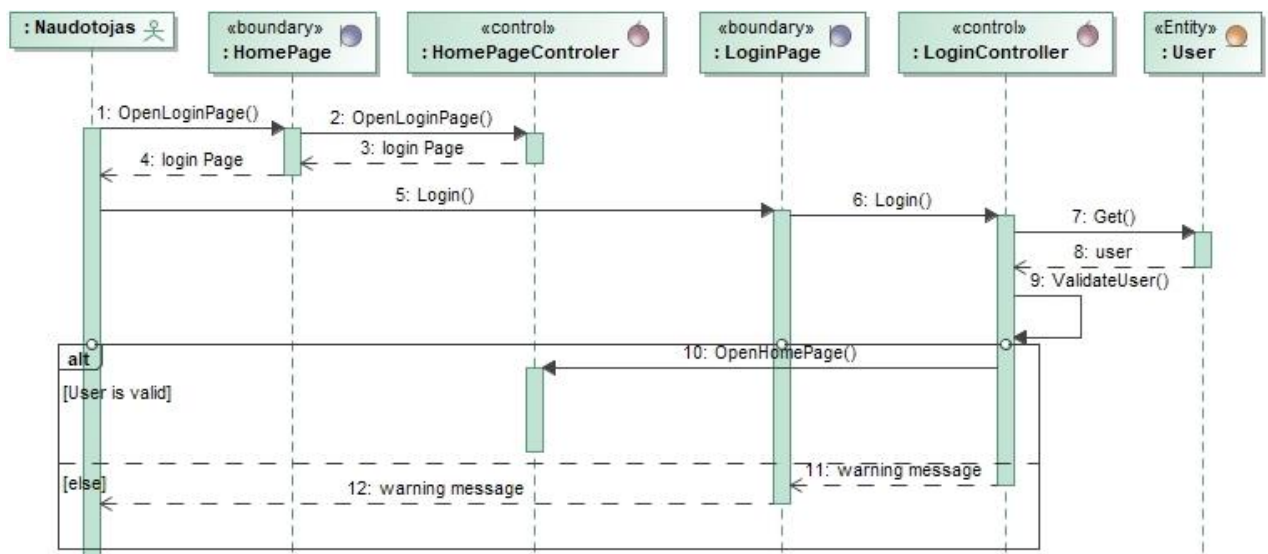 : Naudotojas
«boundary»
: HomePage
«control»
: HomePageControler
«boundary»
: LoginPage
«control»
: LoginController
«Entity»
: User
1: OpenLoginPage()
2: OpenLoginPage()
3: login Page
4: login Page
5: Login()
6: Login()
7: Get()
8: user
9: ValidateUser()
alt
10: OpenHomePage()
[User is valid]
11: warning message
[else]
12: warning message